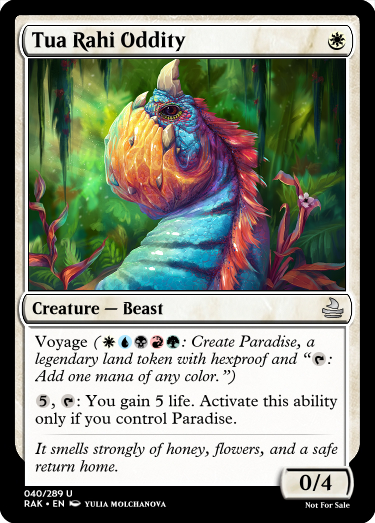 Tua Rahi Oddity
Creature — Beast
Voyage (: Create Paradise, a
legendary land token with hexproof and “:
Add one mana of any color.”)
5, : You gain 5 life. Activate this ability
only if you control Paradise.
It smells strongly of honey, flowers, and a safe
return home.
0/4
040/289 U
RAK • EN YULIA MOLCHANOVA
Not For Sale